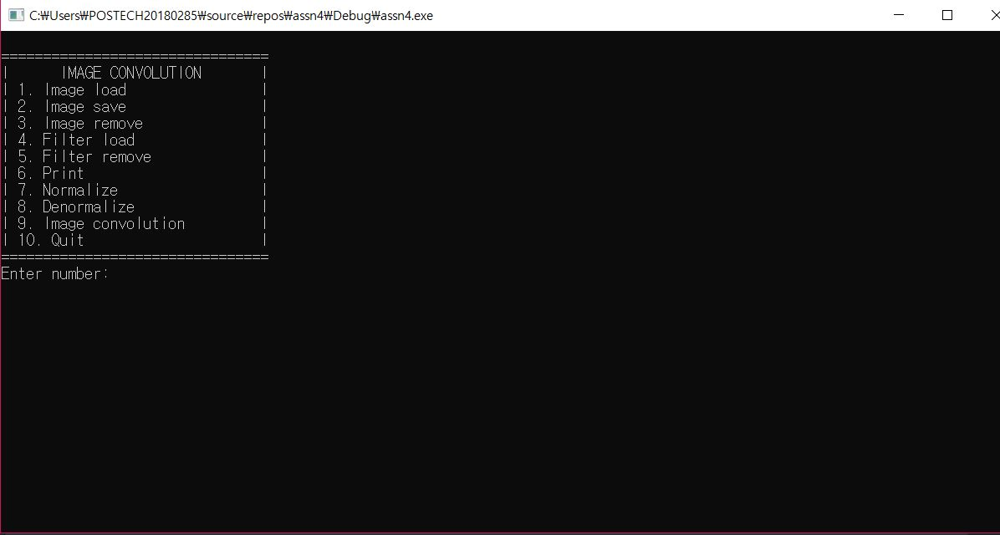 C:₩Users₩POSTECH20180285₩source₩repos₩assn4₩Debug₩assn4.exe
================================
|       IMAGE CONVOLUTION       |
| 1. Image load                 |
| 2. Image save                 |
| 3. Image remove               |
| 4. Filter load                |
| 5. Filter remove              |
| 6. Print                      |
| 7. Normalize                  |
| 8. Denormalize                |
| 9. Image convolution          |
| 10. Quit                      |
================================
Enter number: